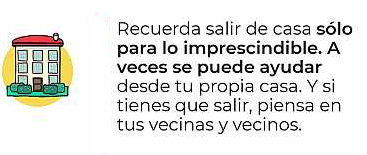 Recuerda salir de casa sólo
para lo imprescindible. A
veces se puede ayudar
desde tu propia casa. Y si
tienes que salir, piensa en
tus vecinas y vecinos.